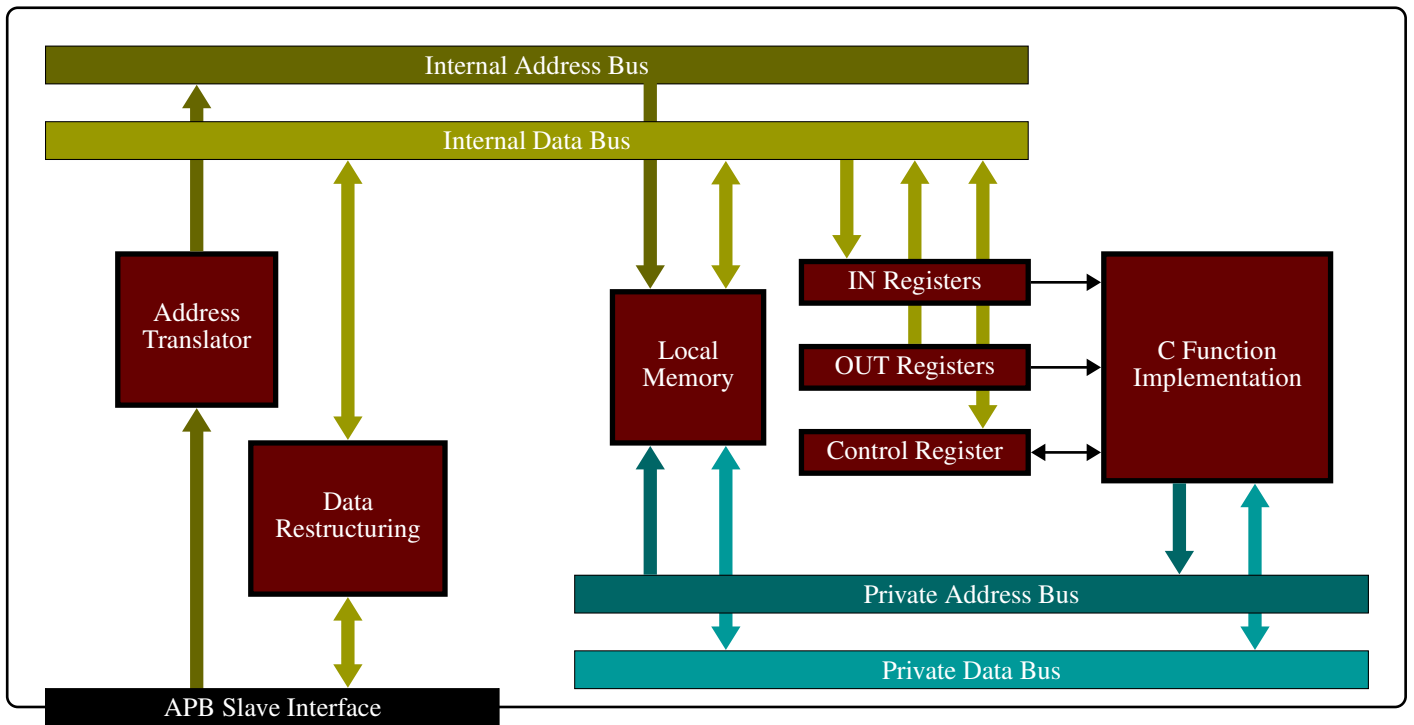 Internal Address Bus
Internal Data Bus
Address
Translator
Data
Restructuring
Local
Memory
IN Registers
OUT Registers
Control Register
C Function
Implementation
Private Address Bus
Private Data Bus
APB Slave Interface